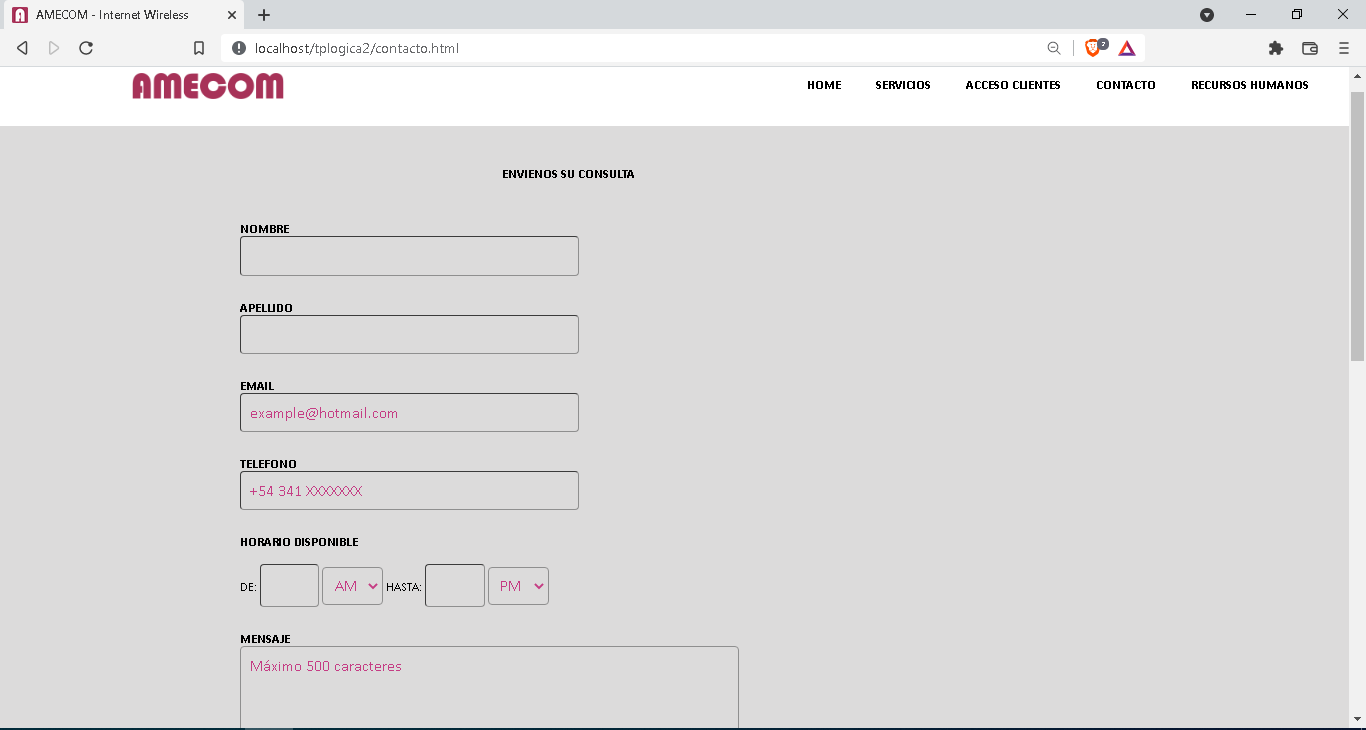 AMECOM - Internet Wireless
localhost/tplogica2/contacto.html
7
AMECOM
HOME SERVICIOS ACCESO CLIENTES CONTACTO RECURSOS HUMANOS
ENVIENOS SU CONSULTA
NOMBRE
APELLIDO
EMAIL
example@hotmail.com
TELEFONO
+54 341 XXXXXXX
HORARIO DISPONIBLE
DE: AM HASTA: PM
MENSAJE
Máximo 500 caracteres